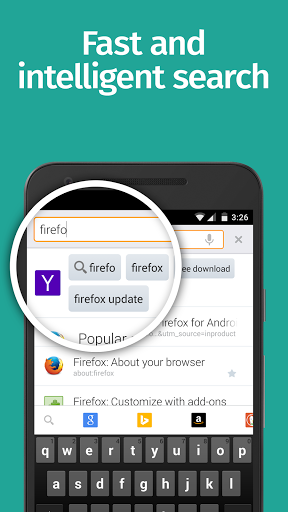 Fast and
intelligent search
3:26
firefo
firefo
firefox
ee download
Y
firefox update
Popular
Firefox for Andro
&utm_source=inproduct
Firefox: About your browser
about:firefox
Firefox: Customize with add-ons
q w e r t y u i o p
a s d f g h j k l